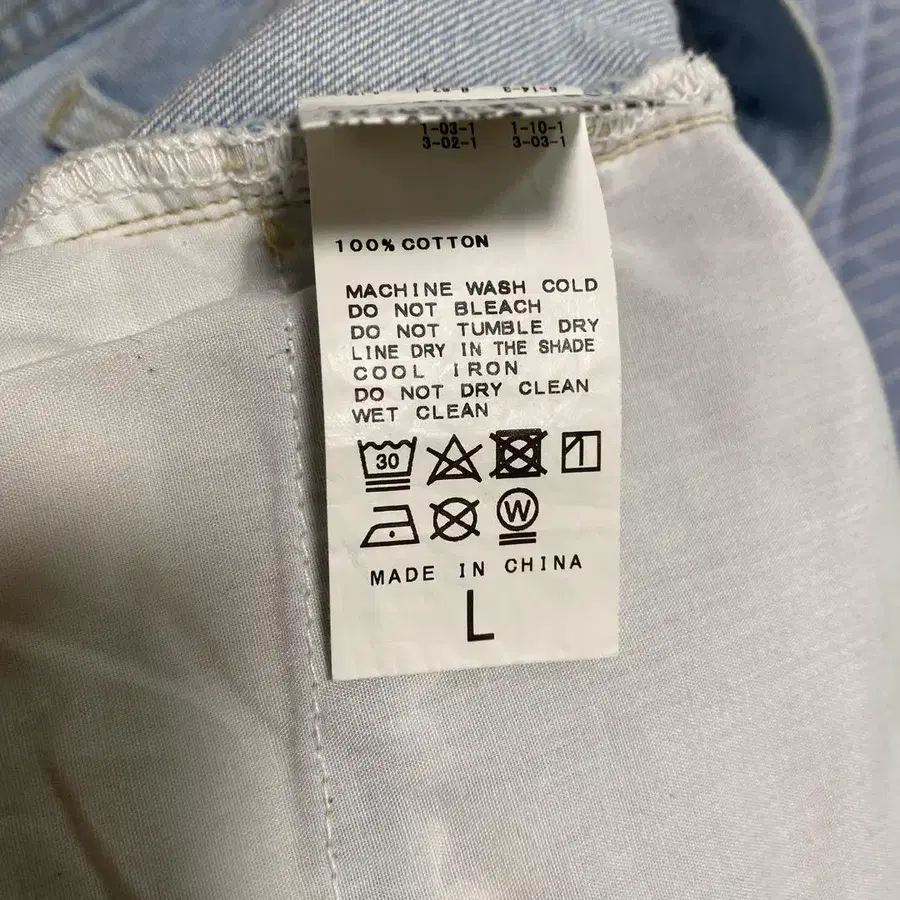 1-03-1 1-10-1
3-02-1 3-03-1
100% COTTON
MACHINE WASH COLD
DO NOT BLEACH
DO NOT TUMBLE DRY
LINE DRY IN THE SHADE
COOL IRON
DO NOT DRY CLEAN
WET CLEAN
30
W
MADE IN CHINA
L